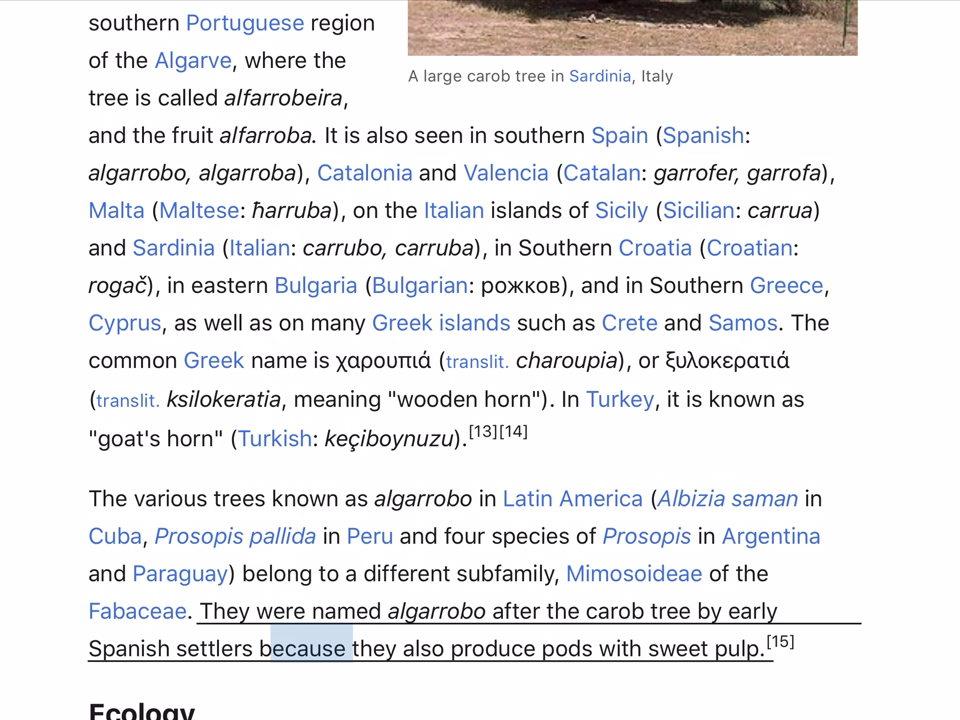 southern Portuguese region
of the Algarve, where the
tree is called alfarrobeira,
A large carob tree in Sardinia, Italy
and the fruit alfarroba. It is also seen in southern Spain (Spanish:
algarrobo, algarroba), Catalonia and Valencia (Catalan: garrofer, garrofa),
Malta (Maltese: ħarruba), on the Italian islands of Sicily (Sicilian: carrua)
and Sardinia (Italian: carrubo, carruba), in Southern Croatia (Croatian:
rogač), in eastern Bulgaria (Bulgarian: рожков), and in Southern Greece,
Cyprus, as well as on many Greek islands such as Crete and Samos. The
common Greek name is χαρουπιά (translit. charoupia), or ξυλοκερατιά
(translit. ksilokeratia, meaning "wooden horn"). In Turkey, it is known as
"goat's horn" (Turkish: keçiboynuzu).[13][14]
The various trees known as algarrobo in Latin America (Albizia saman in
Cuba, Prosopis pallida in Peru and four species of Prosopis in Argentina
and Paraguay) belong to a different subfamily, Mimosoideae of the
Fabaceae. They were named algarrobo after the carob tree by early
Spanish settlers because they also produce pods with sweet pulp.[15]
Ecology